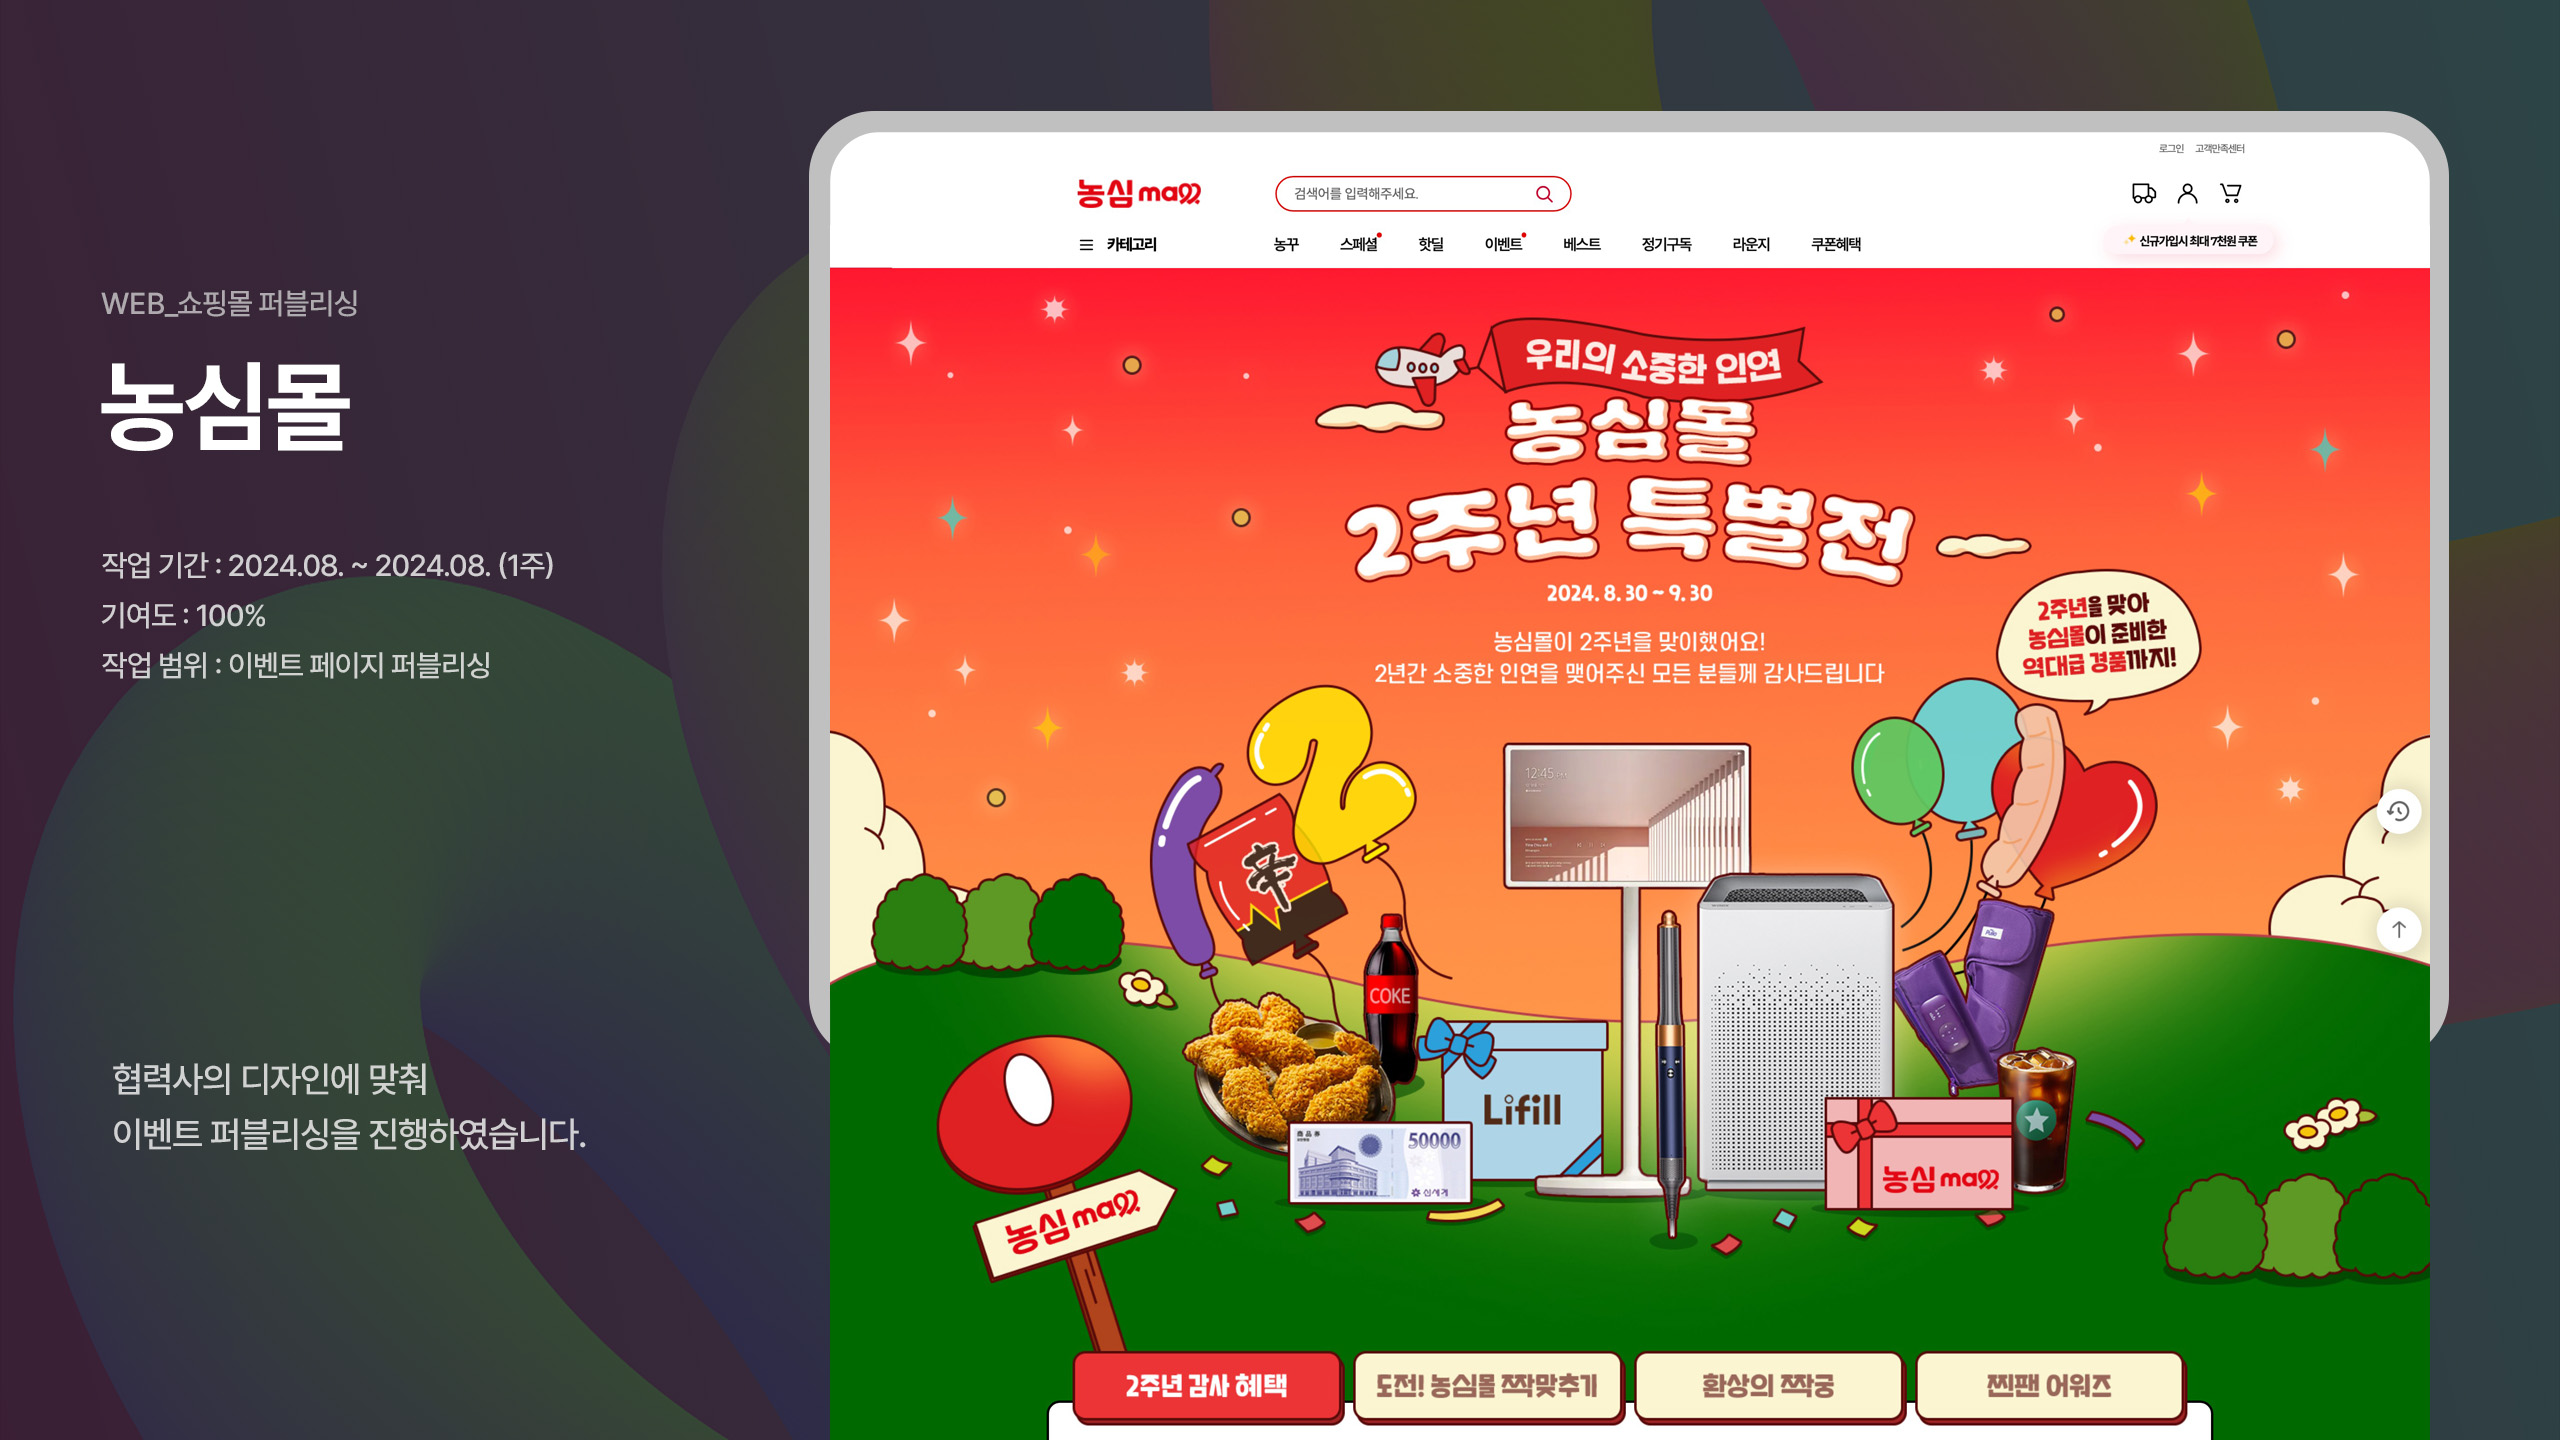 WEB_쇼핑몰 퍼블리싱
농심몰
작업 기간 : 2024.08. ~ 2024.08. (1주)
기여도 : 100%
작업 범위 : 이벤트 페이지 퍼블리싱
협력사의 디자인에 맞춰
이벤트 퍼블리싱을 진행하였습니다.
로그인 고객만족센터
농심 mall
검색어를 입력해주세요.
카테고리 농꾸 스페셜 핫딜 이벤트 베스트 정기구독 라운지 쿠폰혜택
신규가입시 최대 7천원 쿠폰
우리의 소중한 인연
농심몰
2주년 특별전
2024. 8. 30 ~ 9. 30
농심몰이 2주년을 맞이했어요!
2년간 소중한 인연을 맺어주신 모든 분들께 감사드립니다
2주년을 맞아
농심몰이 준비한
역대급 경품까지!
12:45 PM
辛
COKE
Lifill
商品券
50000
신세계
농심 mall
농심 mall
2주년 감사 혜택
도전! 농심몰 짝맞추기
환상의 짝궁
찐팬 어워즈